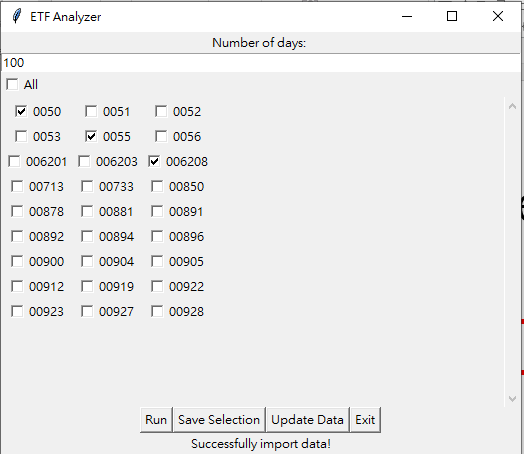 ETF Analyzer
Number of days:
100
All
0050 0051 0052
0053 0055 0056
006201 006203 006208
00713 00733 00850
00878 00881 00891
00892 00894 00896
00900 00904 00905
00912 00919 00922
00923 00927 00928
Run Save Selection Update Data Exit
Successfully import data!